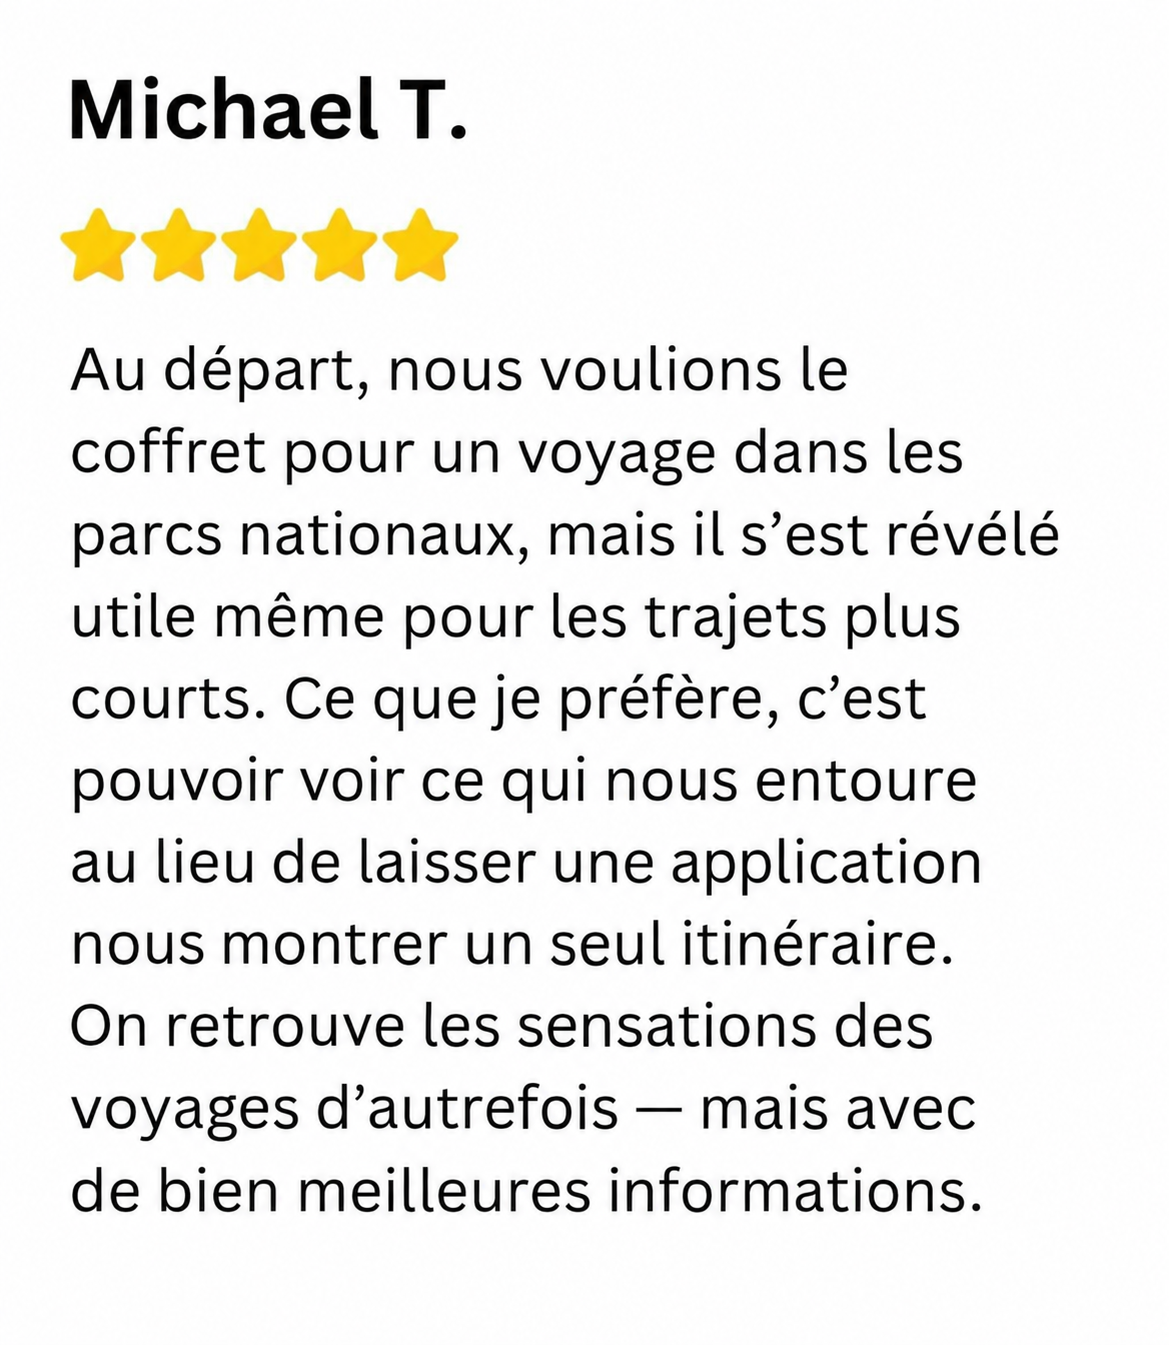 Michael T.
Au départ, nous voulions le
coffret pour un voyage dans les
parcs nationaux, mais il s’est révélé
utile même pour les trajets plus
courts. Ce que je préfère, c’est
pouvoir voir ce qui nous entoure
au lieu de laisser une application
nous montrer un seul itinéraire.
On retrouve les sensations des
voyages d’autrefois — mais avec
de bien meilleures informations.